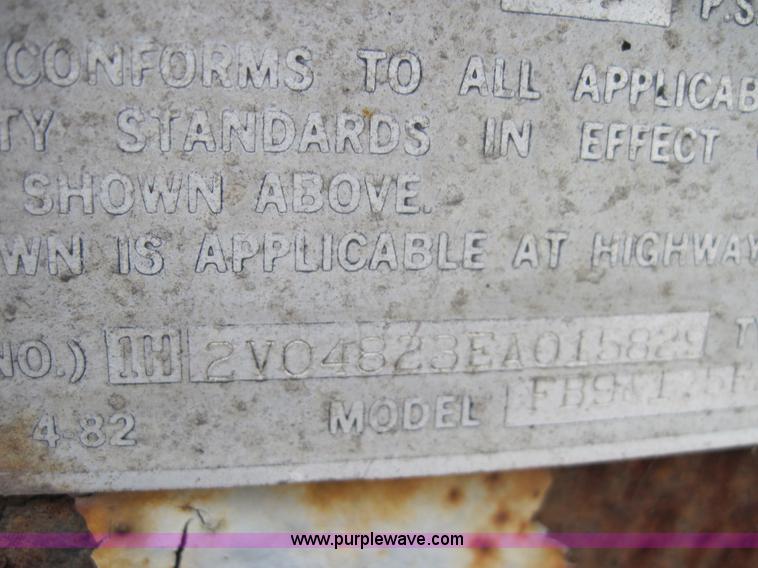 P.S.
CONFORMS TO ALL APPLICAB
TY STANDARDS IN EFFECT
SHOWN ABOVE.
WN IS APPLICABLE AT HIGHWAY
NO.) 1H 2V04823EA015829 T
4-82 MODEL
www.purplewave.com